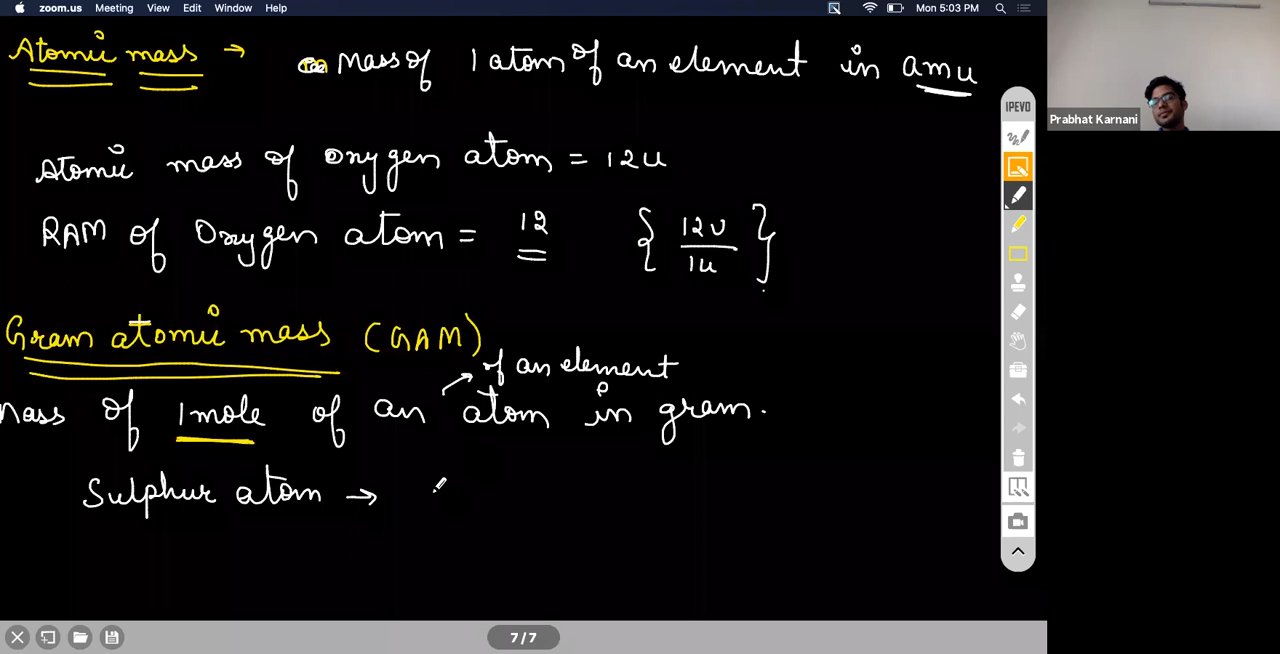 zoom.us Meeting View Edit Window Help Mon 5:03 PM
Atomic mass → Mass of 1 atom of an element in amu
IPEVO
Prabhat Karnani
Atomic mass of Oxygen atom = 12u
RAM of Oxygen atom = 12 { 12u / 1u }
Gram atomic mass (GAM)
of an element
Mass of 1 mole of an atom in gram.
Sulphur atom →
7/7